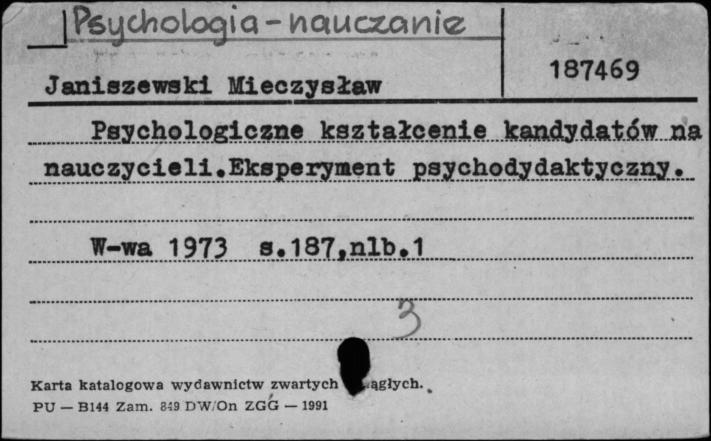 Psychologia - nauczanie
187469
Janiszewski Mieczysław
Psychologiczne kształcenie kandydatów na
nauczycieli.Eksperyment psychodydaktyczny.
W-wa 1973 s.187,nlb.1
3
Karta katalogowa wydawnictw zwartych ągłych.
PU — B144 Zam. 849 DW/On ZGG — 1991